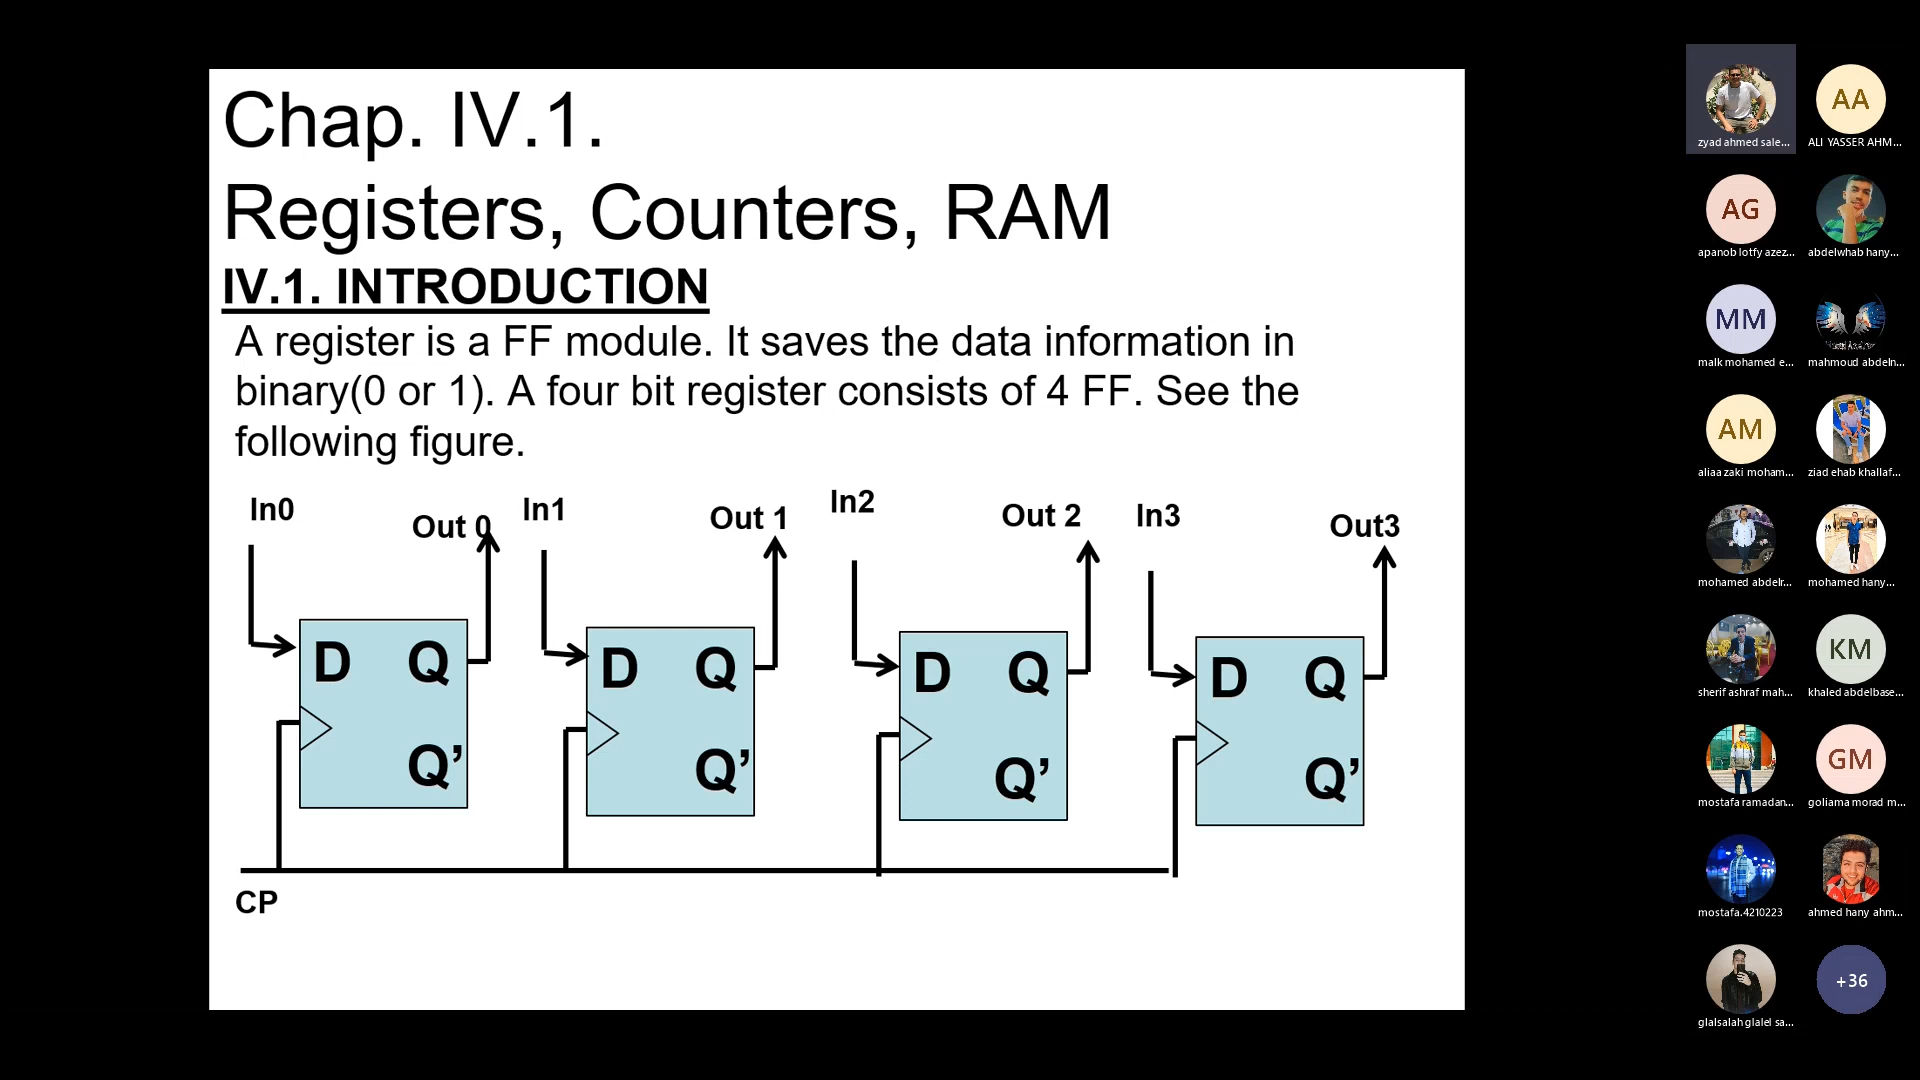 Chap. IV.1.
Registers, Counters, RAM
IV.1. INTRODUCTION
A register is a FF module. It saves the data information in
binary(0 or 1). A four bit register consists of 4 FF. See the
following figure.
In0 Out 0 In1 Out 1 In2 Out 2 In3 Out3
D Q D Q D Q D Q
Q’ Q’ Q’ Q’
CP
zyad ahmed sale...
AA
ALI YASSER AHM...
AG
apanob lotfy azez...
abdelwhab hany...
MM
malk mohamed e...
mahmoud abdeln...
AM
aliaa zaki moham...
ziad ehab khallaf...
mohamed abdelr...
mohamed hany...
sherif ashraf mah...
KM
khaled abdelbase...
mostafa ramadan...
GM
goliama morad m...
mostafa.4210223
ahmed hany ahm...
glalsalah glalel sa...
+36